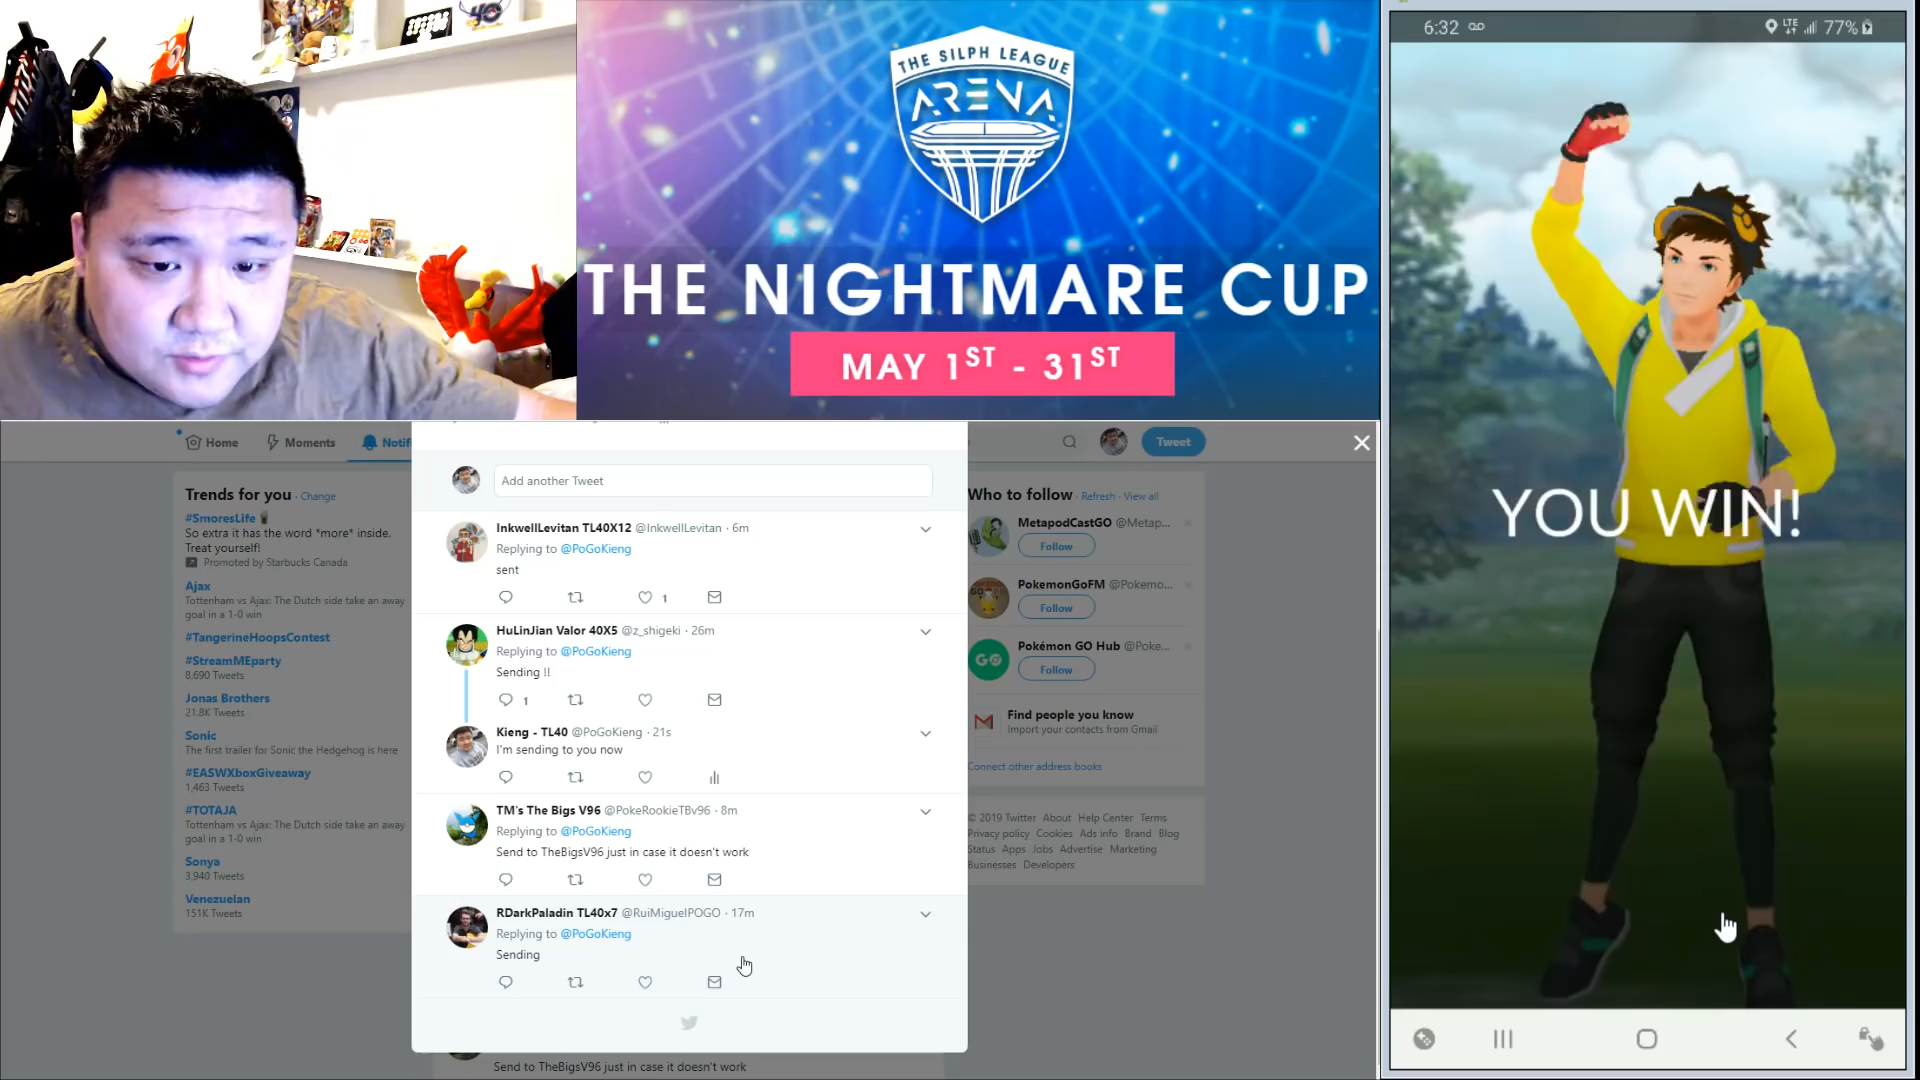 THE SILPH LEAGUE
ARENA
THE NIGHTMARE CUP
MAY 1ST - 31ST
6:32
LTE
77%
YOU WIN!
Home
Moments
Notif
Tweet
Trends for you · Change
#SmoresLife
So extra it has the word *more* inside.
Treat yourself!
Promoted by Starbucks Canada
Ajax
Tottenham vs Ajax: The Dutch side take an away
goal in a 1-0 win
#TangerineHoopsContest
#StreamMEparty
8,690 Tweets
Jonas Brothers
21.8K Tweets
Sonic
The first trailer for Sonic the Hedgehog is here
#EASWXboxGiveaway
1,463 Tweets
#TOTAJA
Tottenham vs Ajax: The Dutch side take an away
goal in a 1-0 win
Sonya
3,940 Tweets
Venezuelan
151K Tweets
Add another Tweet
InkwellLevitan TL40X12 @InkwellLevitan · 6m
Replying to @PoGoKieng
sent
1
HuLinJian Valor 40X5 @z_shigeki · 26m
Replying to @PoGoKieng
Sending !!
1
Kieng - TL40 @PoGoKieng · 21s
I'm sending to you now
TM's The Bigs V96 @PokeRookieTBv96 · 8m
Replying to @PoGoKieng
Send to TheBigsV96 just in case it doesn't work
RDarkPaladin TL40x7 @RuiMiguelPOGO · 17m
Replying to @PoGoKieng
Sending
Send to TheBigsV96 just in case it doesn't work
Who to follow · Refresh · View all
MetapodCastGO @Metap...
Follow
PokemonGoFM @Pokemo...
Follow
Pokémon GO Hub @Poke...
Follow
Find people you know
Import your contacts from Gmail
Connect other address books
© 2019 Twitter About Help Center Terms
Privacy policy Cookies Ads info Brand Blog
Status Apps Jobs Advertise Marketing
Businesses Developers